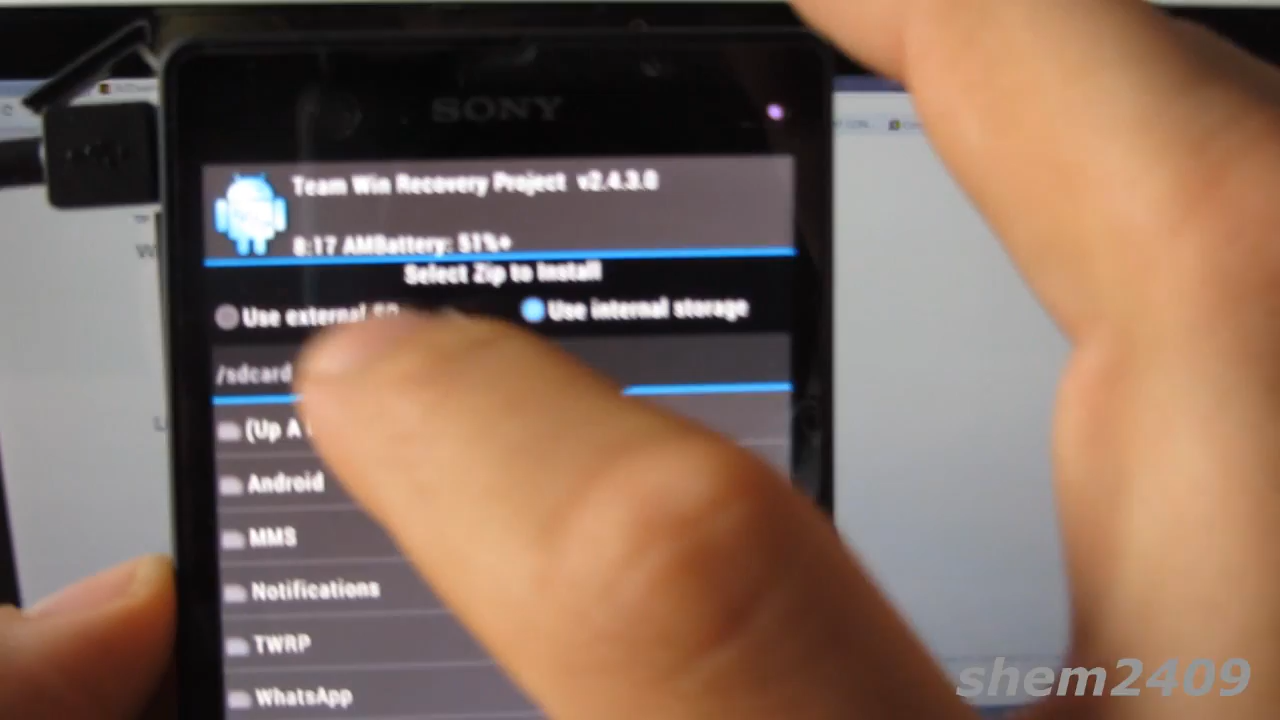 SONY
Team Win Recovery Project v2.4.3.0
8:17 AMBattery: 51%+
Select Zip to Install
Use external
Use internal storage
/sdcard
(Up A
Android
MMS
Notifications
TWRP
WhatsApp
shem2409